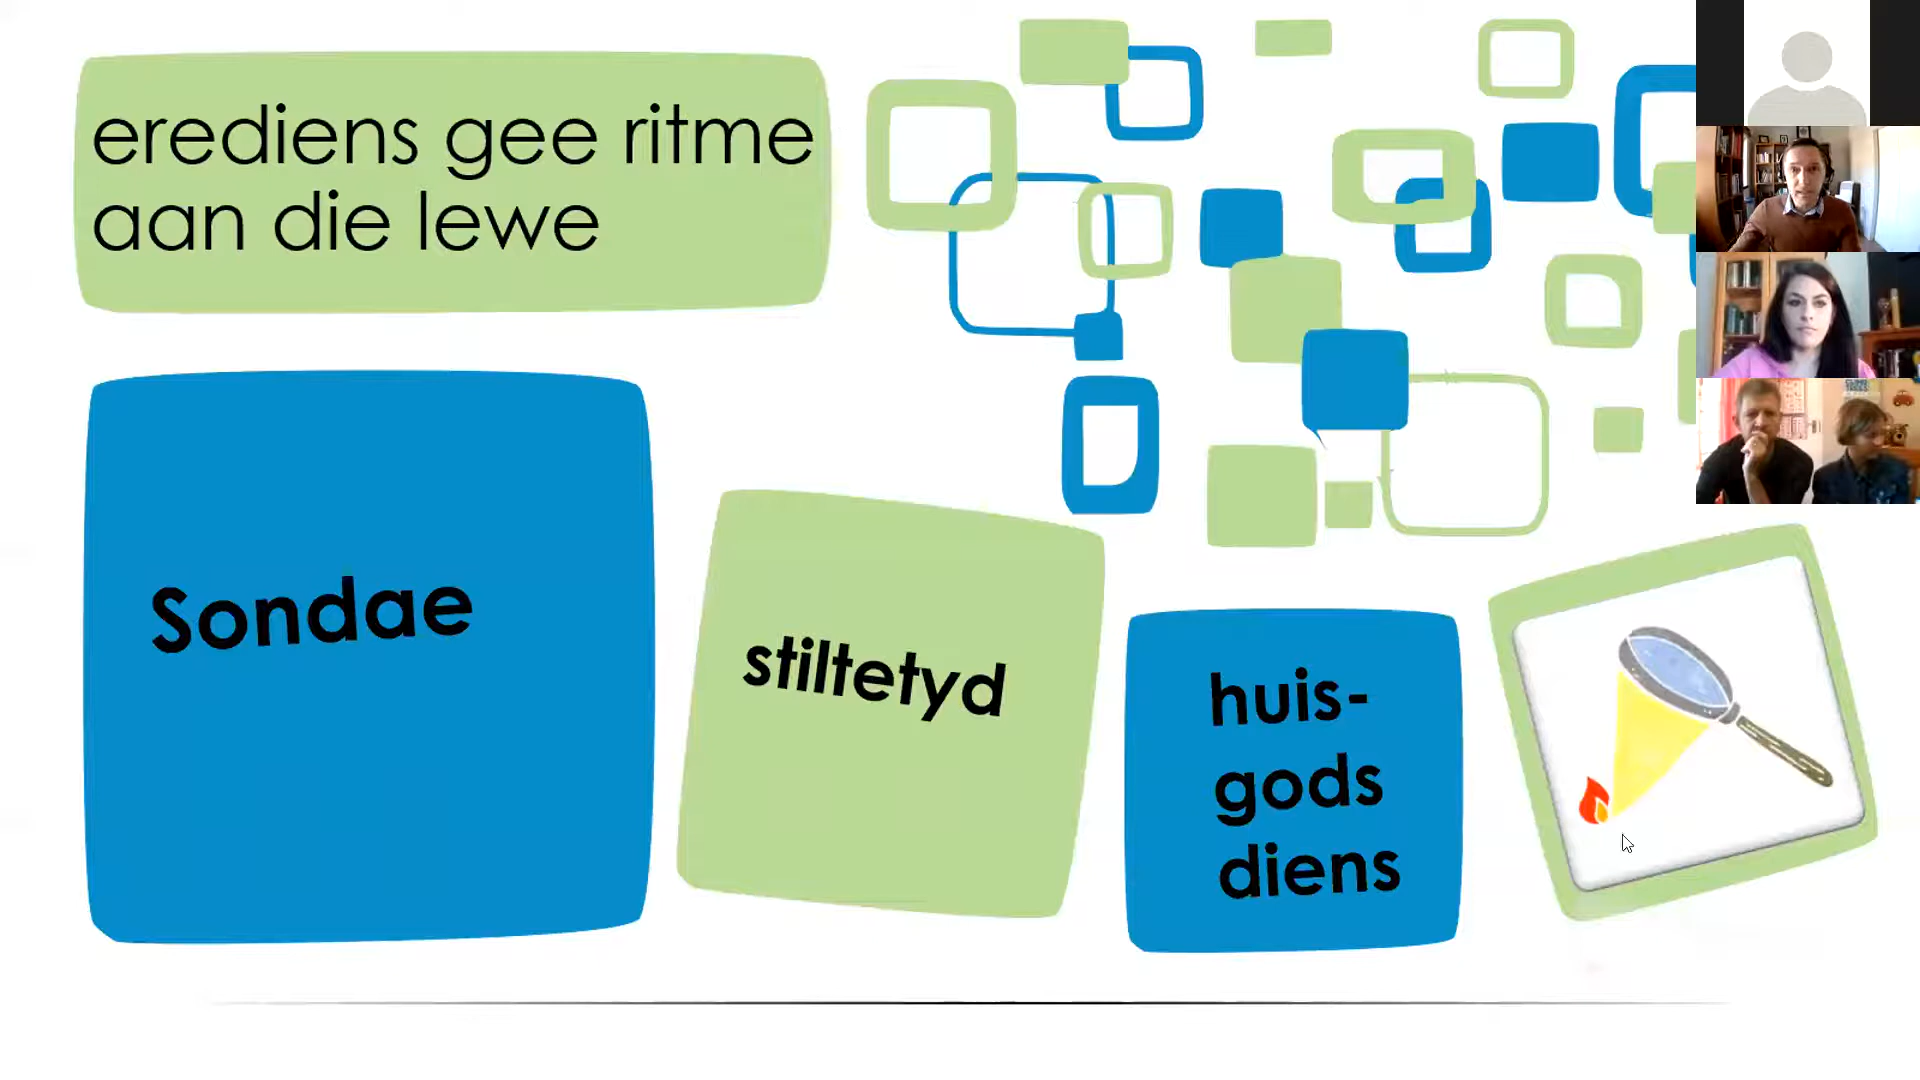 erediens gee ritme
aan die lewe
Sondae
stiltetyd
huis-
gods
diens